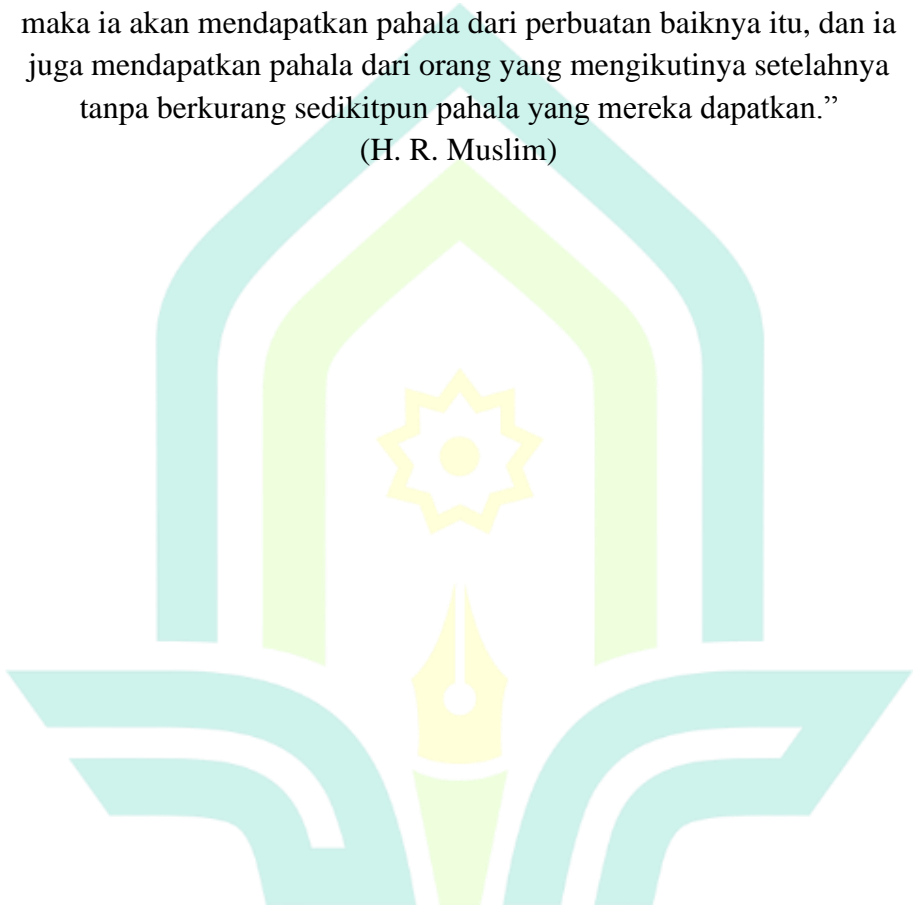 maka ia akan mendapatkan pahala dari perbuatan baiknya itu, dan ia
juga mendapatkan pahala dari orang yang mengikutinya setelahnya
tanpa berkurang sedikitpun pahala yang mereka dapatkan.”
(H. R. Muslim)